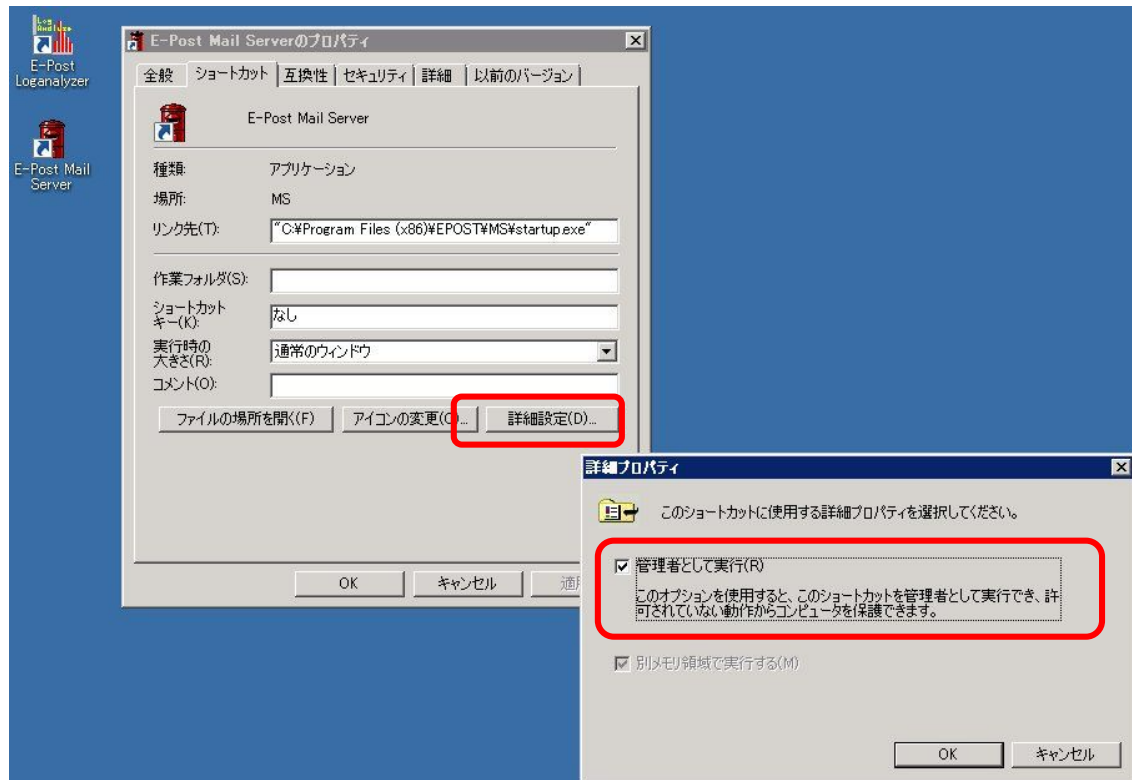 E-Post
Loganalyzer
E-Post Mail
Server
E-Post Mail Serverのプロパティ
全般 ショートカット 互換性 セキュリティ 詳細 以前のバージョン
E-Post Mail Server
種類: アプリケーション
場所: MS
リンク先(T): "C:¥Program Files (x86)¥EPOST¥MS¥startup.exe"
作業フォルダ(S):
ショートカット
キー(K): なし
実行時の
大きさ(R): 通常のウィンドウ
コメント(O):
ファイルの場所を開く(F) アイコンの変更(C)... 詳細設定(D)...
OK キャンセル 適
詳細プロパティ
このショートカットに使用する詳細プロパティを選択してください。
管理者として実行(R)
このオプションを使用すると、このショートカットを管理者として実行でき、許
可されていない動作からコンピュータを保護できます。
別メモリ領域で実行する(M)
OK キャンセル